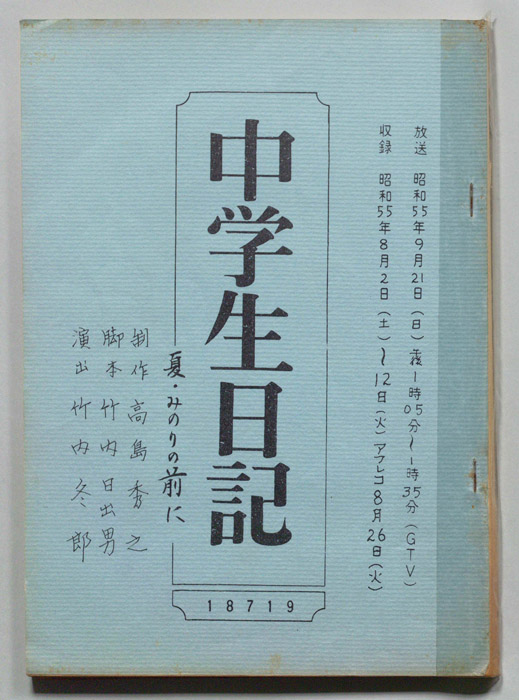 放送 昭和55年9月21日（日）後1時05分〜1時35分（GTV）
収録 昭和55年8月2日（土）〜12日（火）アフレコ8月26日（火）
中学生日記
夏・みのりの前に
制作 高島秀之
脚本 竹内日出男
演出 竹内冬郎
18719